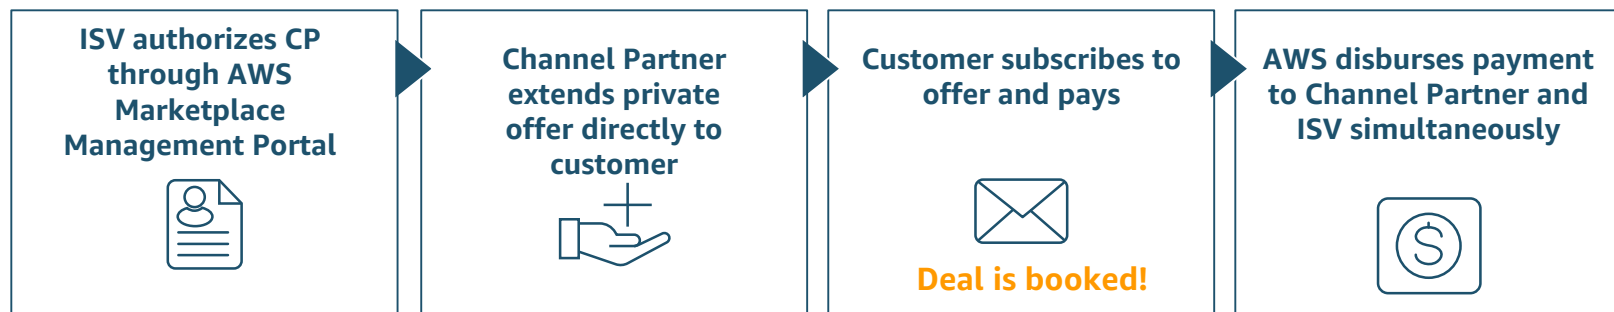 ISV authorizes CP
through AWS
Marketplace
Management Portal
Channel Partner
extends private
offer directly to
customer
Customer subscribes to
offer and pays
Deal is booked!
AWS disburses payment
to Channel Partner and
ISV simultaneously